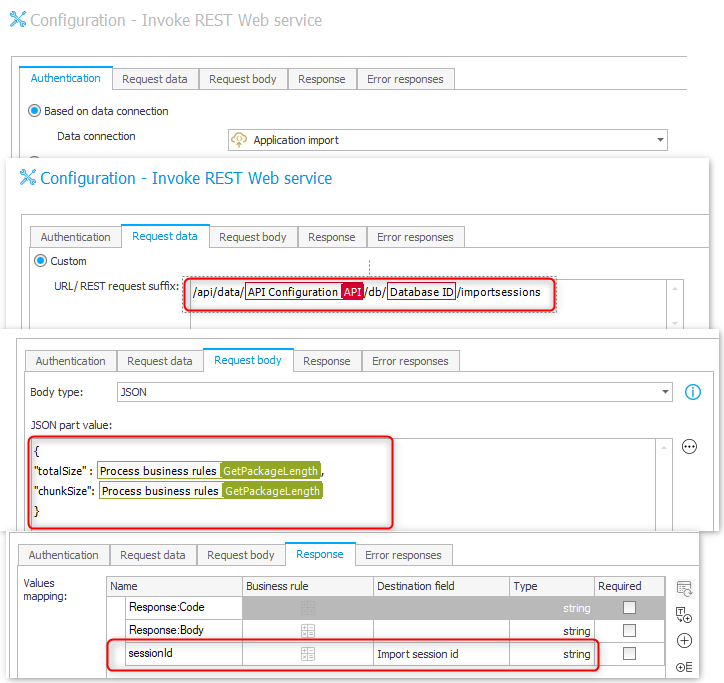 Configuration - Invoke REST Web service
Authentication Request data Request body Response Error responses
Based on data connection
Data connection Application import
Configuration - Invoke REST Web service
Authentication Request data Request body Response Error responses
Custom
URL/ REST request suffix: /api/data/ API Configuration API /db/ Database ID /importsessions
Authentication Request data Request body Response Error responses
Body type: JSON
JSON part value:
{
"totalSize" : Process business rules GetPackageLength ,
"chunkSize": Process business rules GetPackageLength
}
Authentication Request data Request body Response Error responses
Values mapping: Name Business rule Destination field Type Required
Response:Code string
Response:Body string
sessionId Import session id string